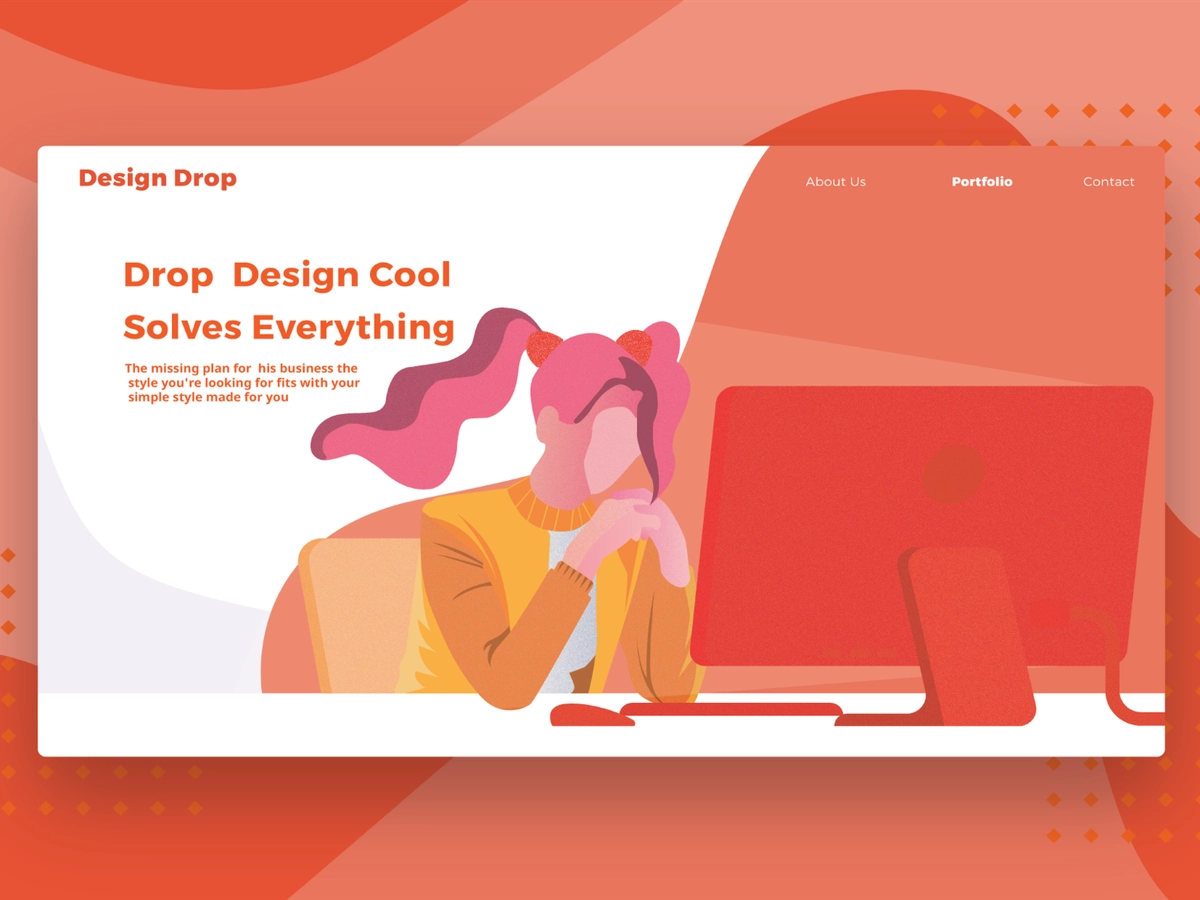 Design Drop
About Us Portfolio Contact
Drop Design Cool
Solves Everything
The missing plan for his business the
style you're looking for fits with your
simple style made for you